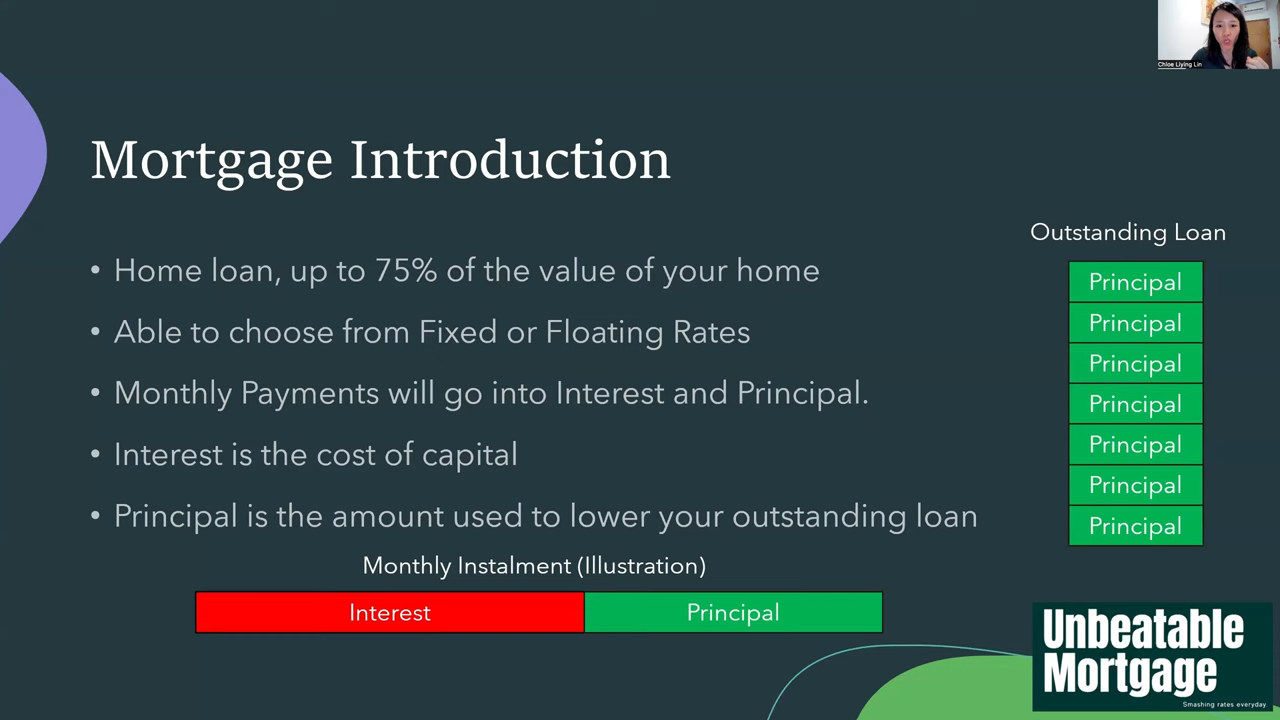 Chloe Liying Lin
Mortgage Introduction
• Home loan, up to 75% of the value of your home
• Able to choose from Fixed or Floating Rates
• Monthly Payments will go into Interest and Principal.
• Interest is the cost of capital
• Principal is the amount used to lower your outstanding loan
Outstanding Loan
Principal
Principal
Principal
Principal
Principal
Principal
Principal
Monthly Instalment (Illustration)
Interest Principal
Unbeatable
Mortgage
Smashing rates everyday.